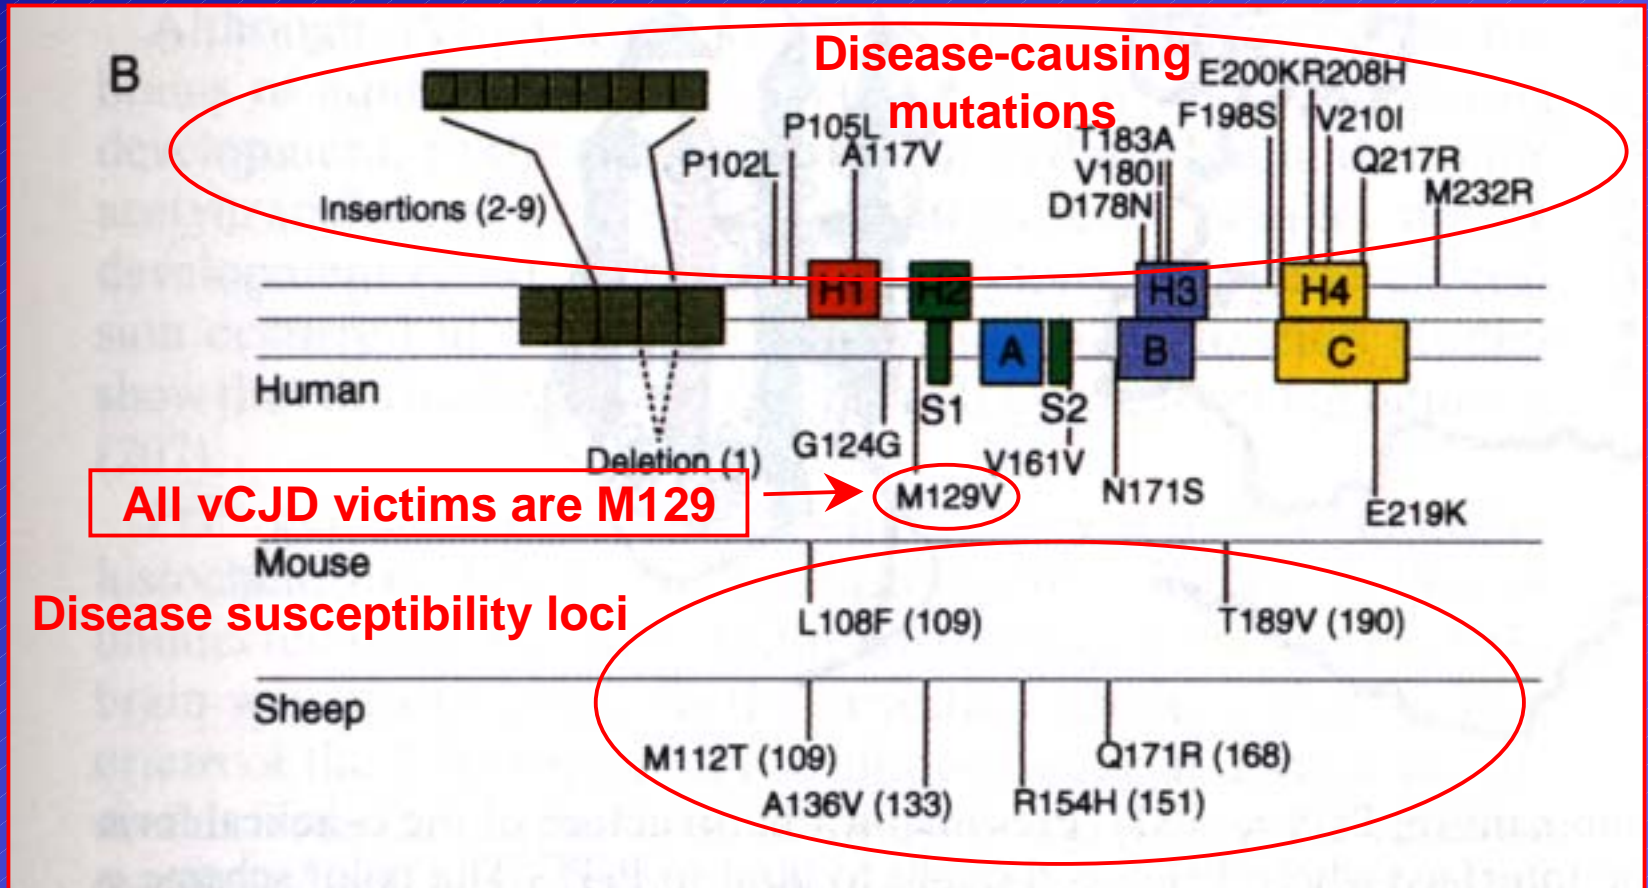 B
Disease-causing
mutations
E200K R208H
F198S V210I
P105L
A117V
P102L
T183A
V180I
D178N
Q217R
M232R
Insertions (2-9)
H1 H2 H3 H4
A B C
Human
S1 S2
G124G
V161V
Deletion (1)
All vCJD victims are M129
M129V
N171S
E219K
Mouse
Disease susceptibility loci
L108F (109) T189V (190)
Sheep
M112T (109) Q171R (168)
A136V (133) R154H (151)